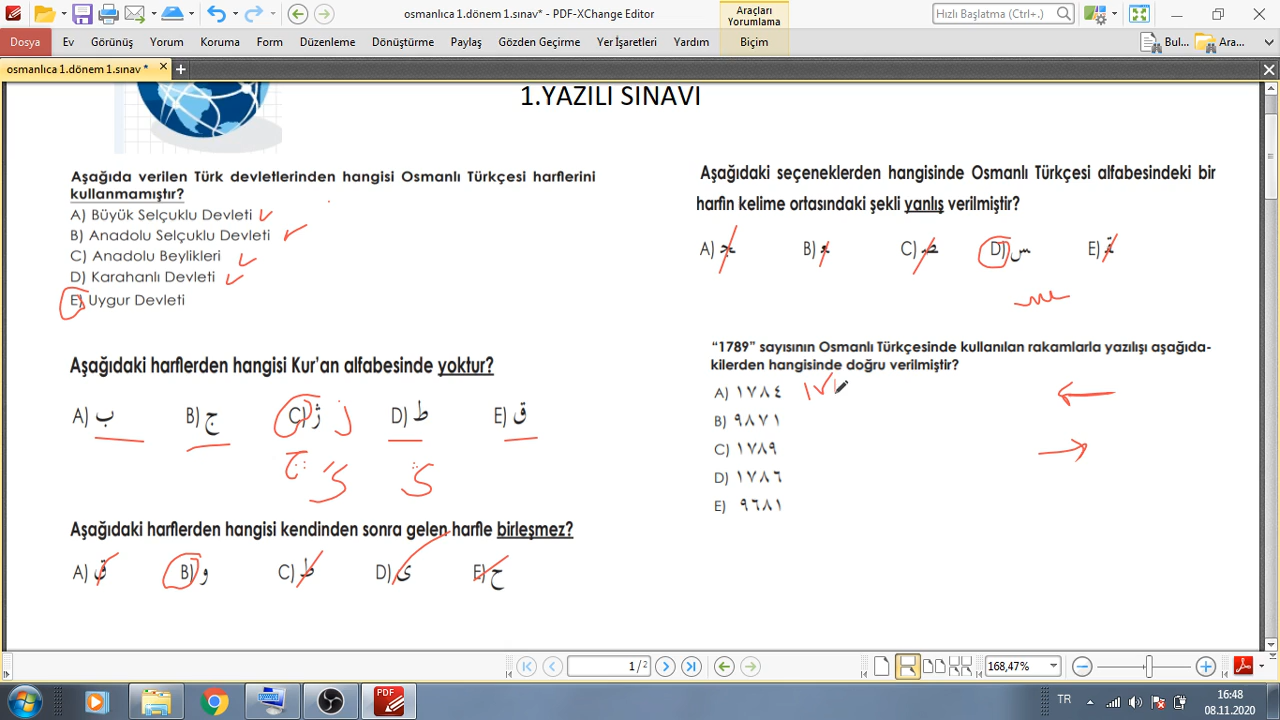 osmanlıca 1.dönem 1.sınav * - PDF-XChange Editor
Araçları
Yorumlama
Hızlı Başlatma (Ctrl+.)
Dosya
Ev
Görünüş
Yorum
Koruma
Form
Düzenleme
Dönüştürme
Paylaş
Gözden Geçirme
Yer İşaretleri
Yardım
Biçim
Bul...
Ara...
osmanlıca 1.dönem 1.sınav *
1.YAZILI SINAVI
Aşağıda verilen Türk devletlerinden hangisi Osmanlı Türkçesi harflerini
kullanmamıştır?
A) Büyük Selçuklu Devleti
B) Anadolu Selçuklu Devleti
C) Anadolu Beylikleri
D) Karahanlı Devleti
E) Uygur Devleti
Aşağıdaki harflerden hangisi Kur'an alfabesinde yoktur?
A) ب
B) ج
C) ژ
D) ط
E) ق
Aşağıdaki harflerden hangisi kendinden sonra gelen harfle birleşmez?
A) ق
B) و
C) ط
D) ى
E) ح
Aşağıdaki seçeneklerden hangisinde Osmanlı Türkçesi alfabesindeki bir
harfin kelime ortasındaki şekli yanlış verilmiştir?
A) ـجـ
B) ـعـ
C) ـصـ
D) س
E) ـقـ
“1789” sayısının Osmanlı Türkçesinde kullanılan rakamlarla yazılışı aşağıda-
kilerden hangisinde doğru verilmiştir?
A) ١٧٨٤
١٧
B) ٩٨٧١
C) ١٧٨٩
D) ١٧٨٦
E) ٩٦٨١
1 / 2
168,47%
TR
16:48
08.11.2020